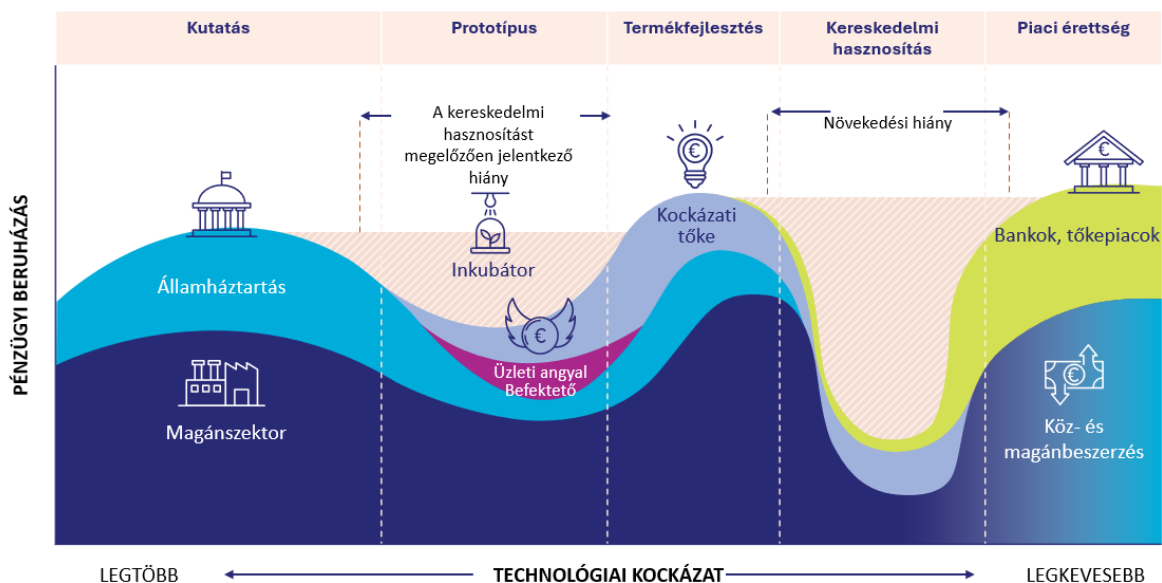 Kutatás
Prototípus
Termékfejlesztés
Kereskedelmi
hasznosítás
Piaci érettség
A kereskedelmi
hasznosítást
megelőzően jelentkező
hiány
Növekedési hiány
PÉNZÜGYI BERUHÁZÁS
€
€
Államháztartás
Inkubátor
Kockázati
tőke
Bankok, tőkepiacok
€
Üzleti angyal
Befektető
€
Magánszektor
Köz- és
magánbeszerzés
LEGTÖBB
TECHNOLÓGIAI KOCKÁZAT
LEGKEVESEBB